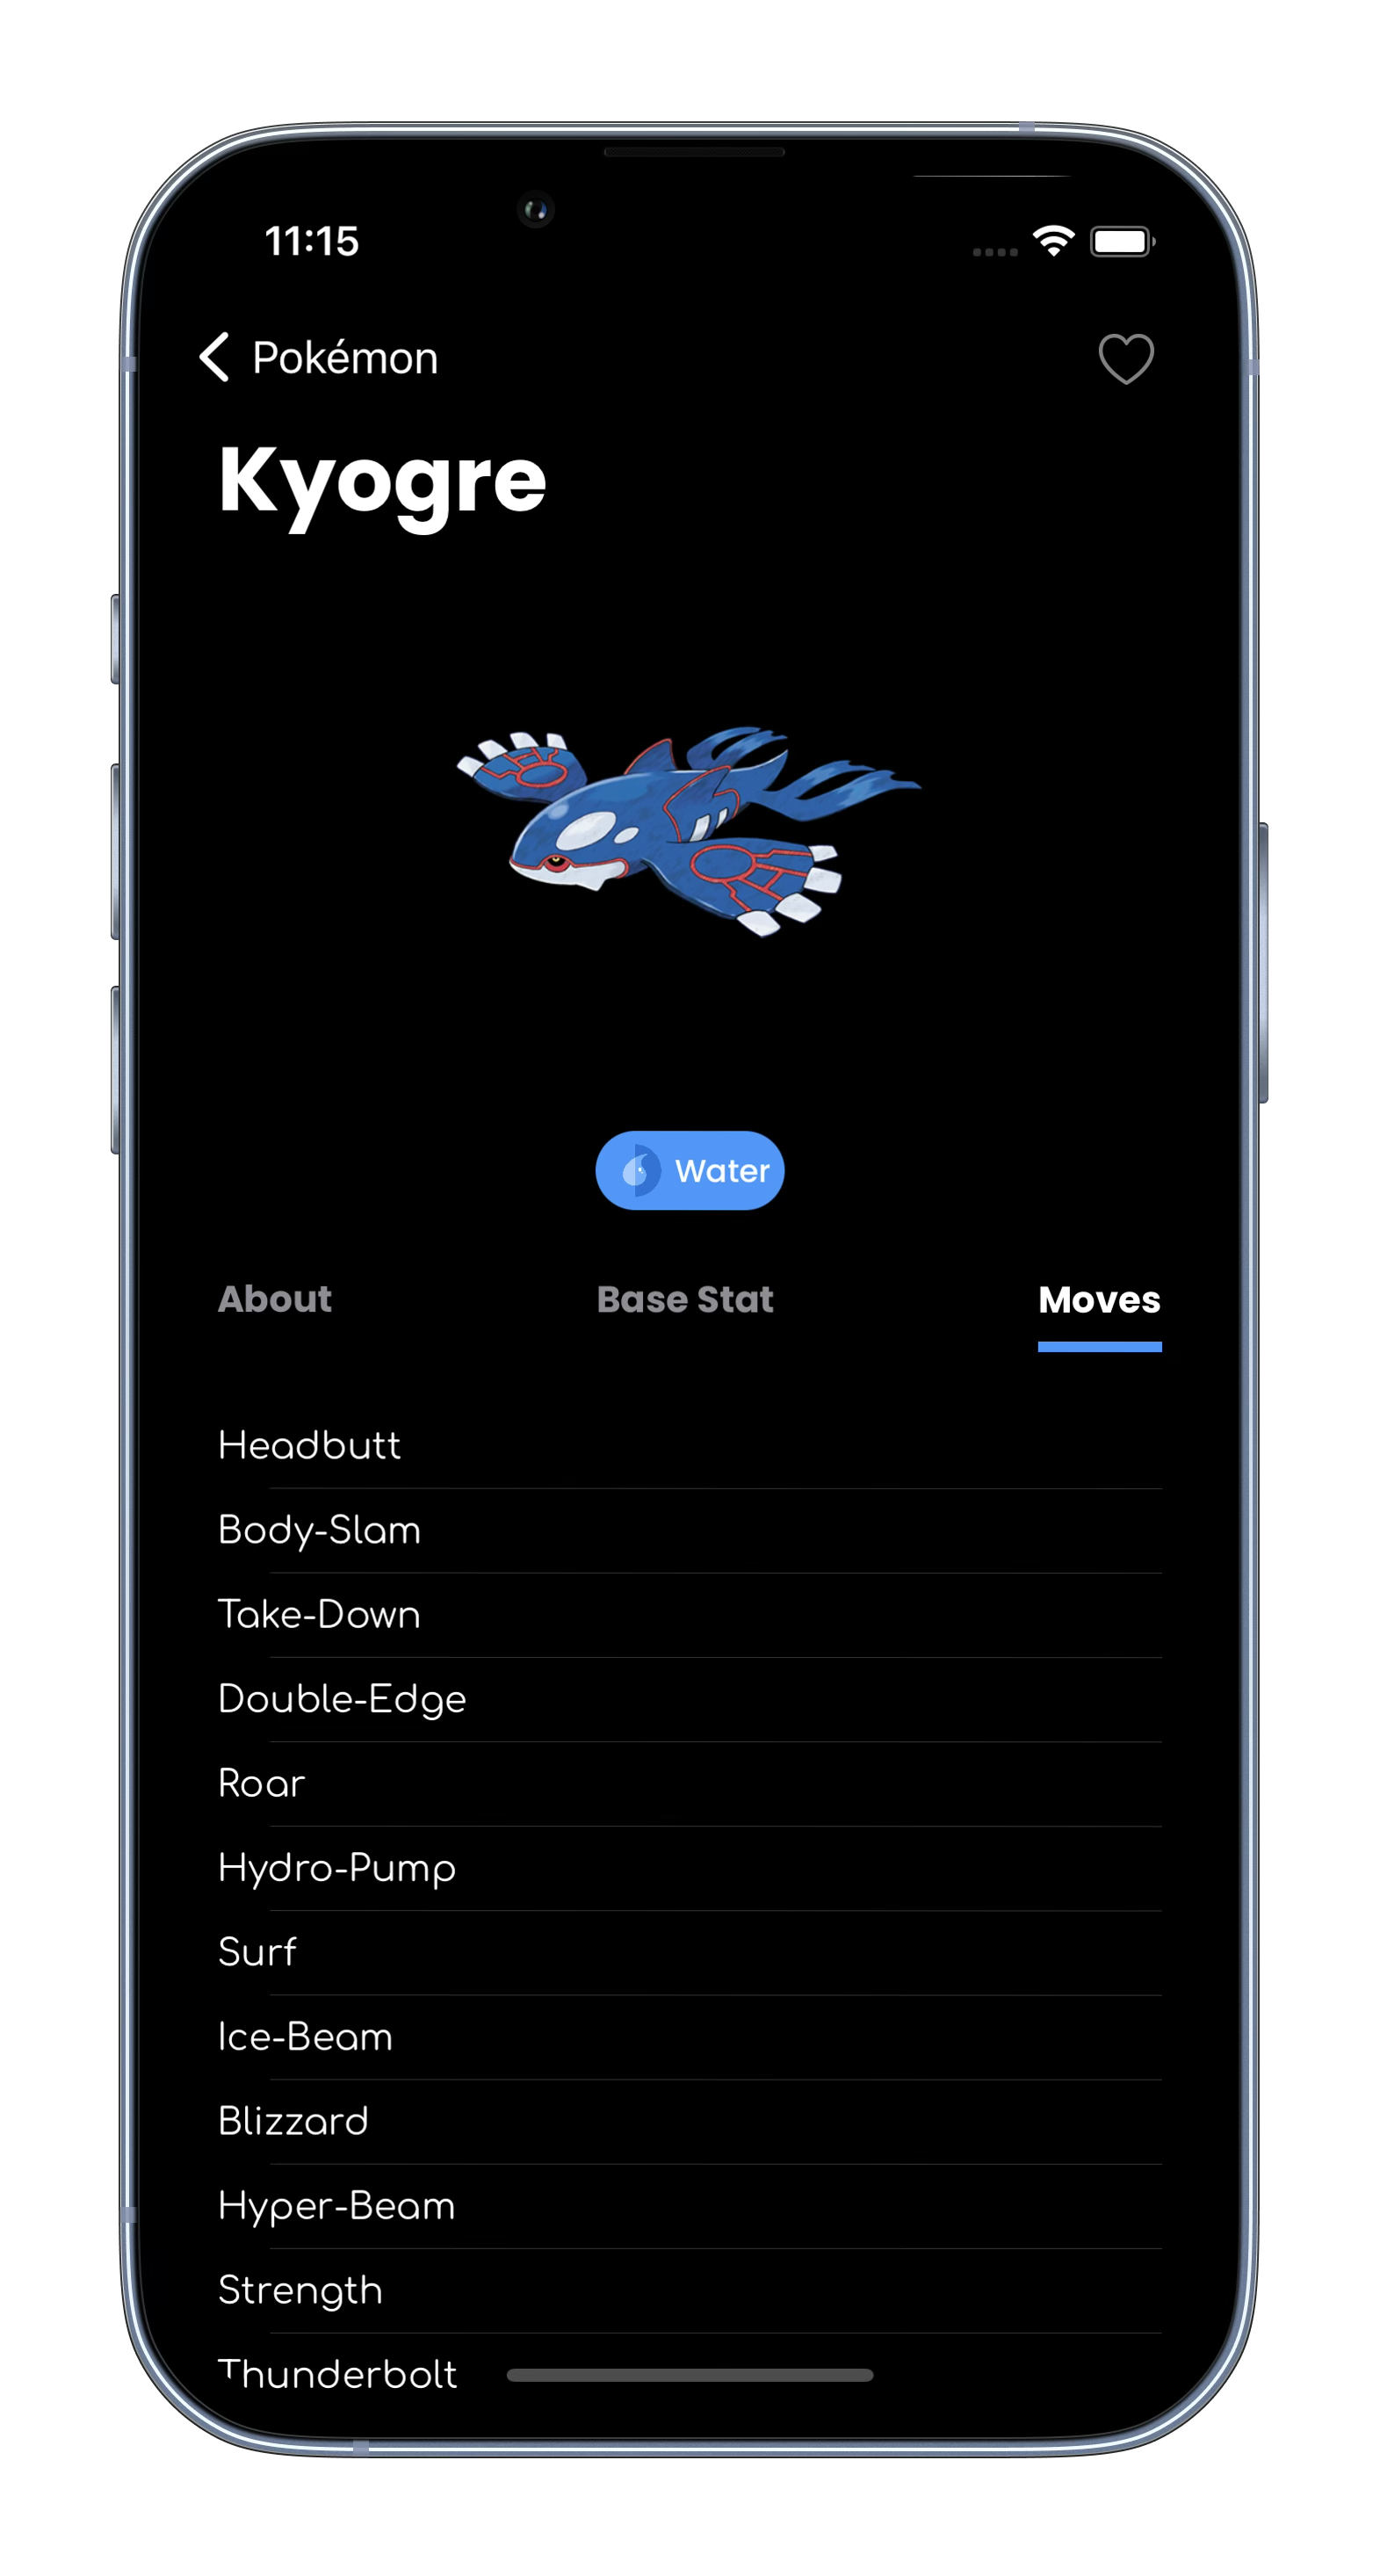 11:15
Pokémon
Kyogre
Water
About Base Stat Moves
Headbutt
Body-Slam
Take-Down
Double-Edge
Roar
Hydro-Pump
Surf
Ice-Beam
Blizzard
Hyper-Beam
Strength
Thunderbolt